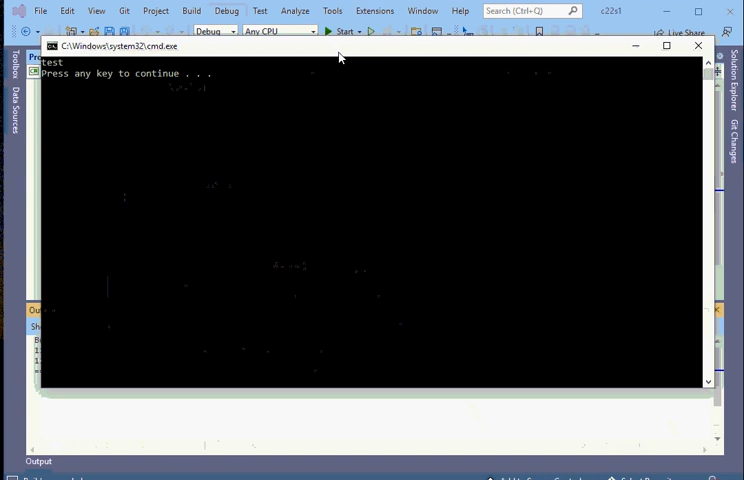 File Edit View Git Project Build Debug Test Analyze Tools Extensions Window Help Search (Ctrl+Q) c22s1
Debug Any CPU Start Live Share
C:\Windows\system32\cmd.exe
test
Press any key to continue . . .
Toolbox
Data Sources
Solution Explorer
Git Changes
Output